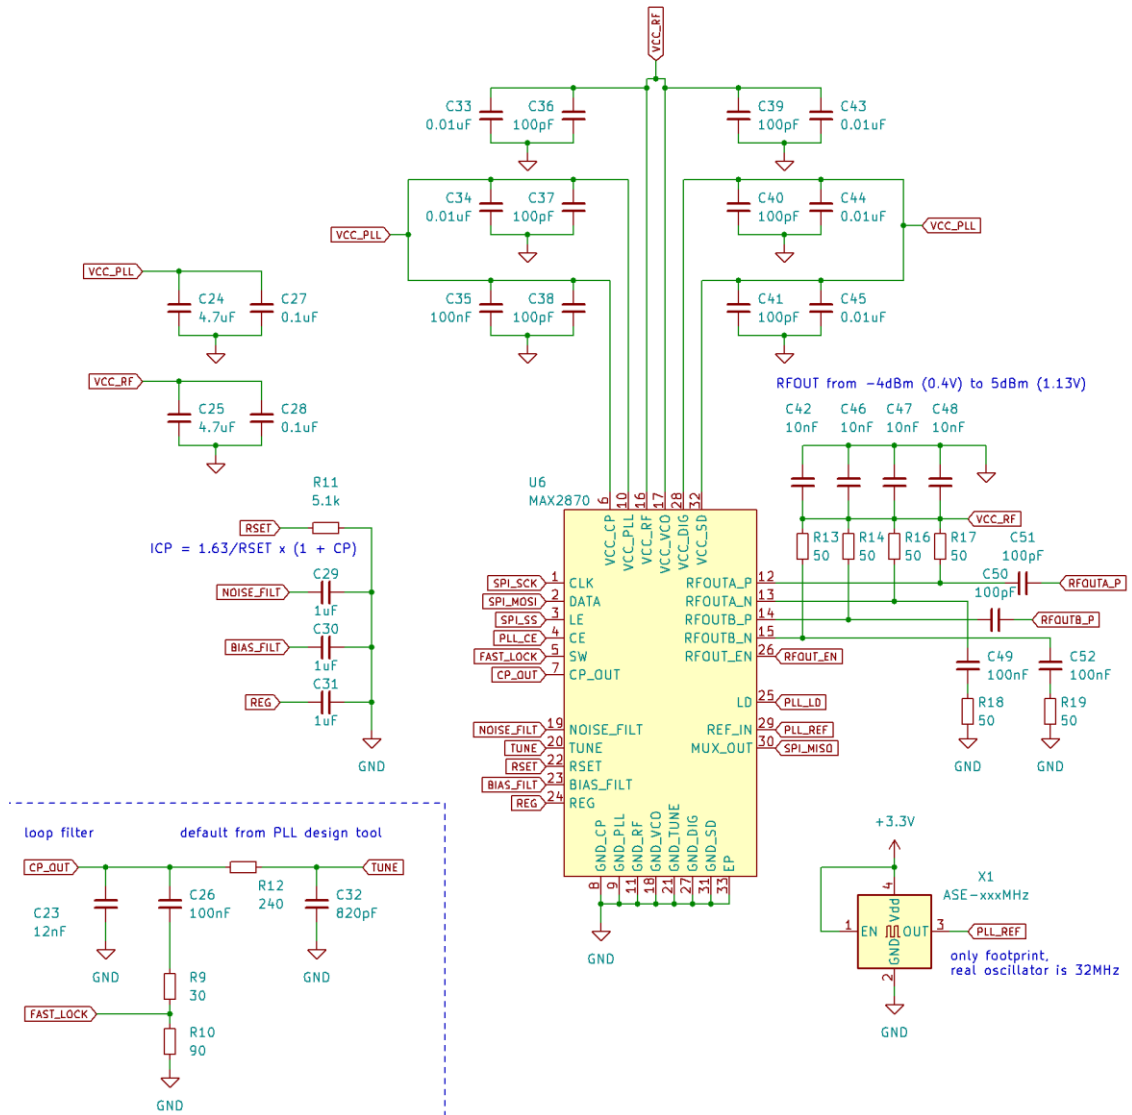 VCC_RF
C33
0.01uF
C36
100pF
C39
100pF
C43
0.01uF
C34
0.01uF
C37
100pF
C40
100pF
C44
0.01uF
VCC_PLL
VCC_PLL
VCC_PLL
C24
4.7uF
C27
0.1uF
C35
100nF
C38
100pF
C41
100pF
C45
0.01uF
VCC_RF
C25
4.7uF
C28
0.1uF
RFOUT from -4dBm (0.4V) to 5dBm (1.13V)
C42
10nF
C46
10nF
C47
10nF
C48
10nF
R11
5.1k
RSET
ICP = 1.63/RSET x (1 + CP)
C29
NOISE_FILT
1uF
C30
BIAS_FILT
1uF
C31
REG
1uF
GND
U6
MAX2870
6
10
16
17
28
32
VCC_CP
VCC_PLL
VCC_RF
VCC_VCO
VCC_DIG
VCC_SD
VCC_RF
R13
50
R14
50
R16
50
R17
50
C51
100pF
C50
100pF
SPI_SCK
1
CLK
SPI_MOSI
2
DATA
SPI_SS
3
LE
PLL_CE
4
CE
FAST_LOCK
5
SW
CP_OUT
7
CP_OUT
NOISE_FILT
19
NOISE_FILT
TUNE
20
TUNE
RSET
22
RSET
BIAS_FILT
23
BIAS_FILT
REG
24
REG
RFOUTA_P
12
RFOUTA_P
RFOUTA_N
13
RFOUTB_P
14
RFOUTB_P
RFOUTB_N
15
RFOUT_EN
26
RFOUT_EN
LD
25
PLL_LD
REF_IN
29
PLL_REF
MUX_OUT
30
SPI_MISO
C49
100nF
C52
100nF
R18
50
R19
50
GND
GND
GND_CP
GND_PLL
GND_RF
GND_VCO
GND_TUNE
GND_DIG
GND_SD
EP
8
9
11
18
21
27
31
33
GND
loop filter
default from PLL design tool
CP_OUT
TUNE
R12
240
C23
12nF
C26
100nF
C32
820pF
GND
GND
R9
30
FAST_LOCK
R10
90
GND
+3.3V
X1
ASE-xxxMHz
4
Vdd
1
EN
OUT
3
PLL_REF
GND
2
only footprint,
real oscillator is 32MHz
GND